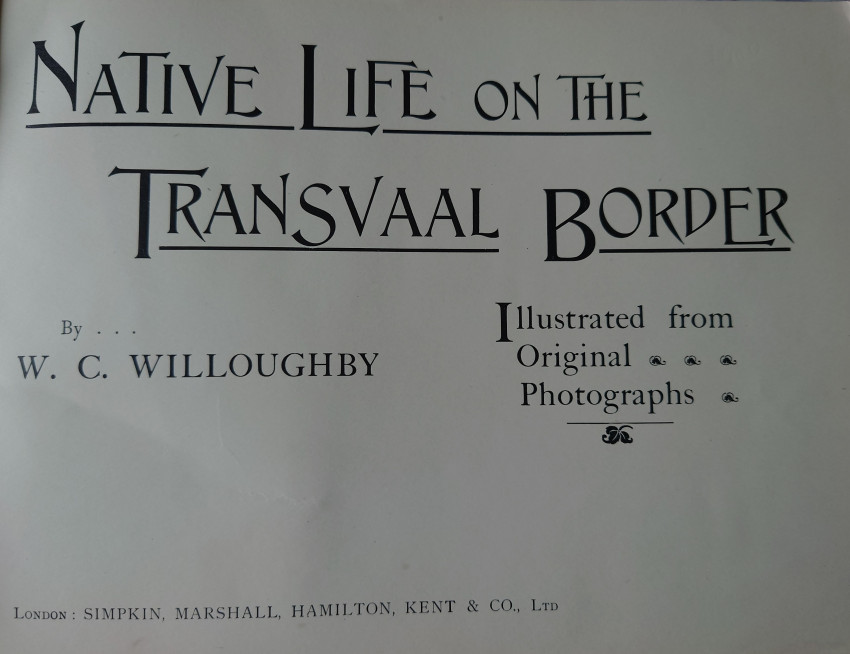 NATIVE LIFE ON THE
TRANSVAAL BORDER
By . . .
W. C. WILLOUGHBY
Illustrated from
Original
Photographs
LONDON: SIMPKIN, MARSHALL, HAMILTON, KENT & CO., LTD